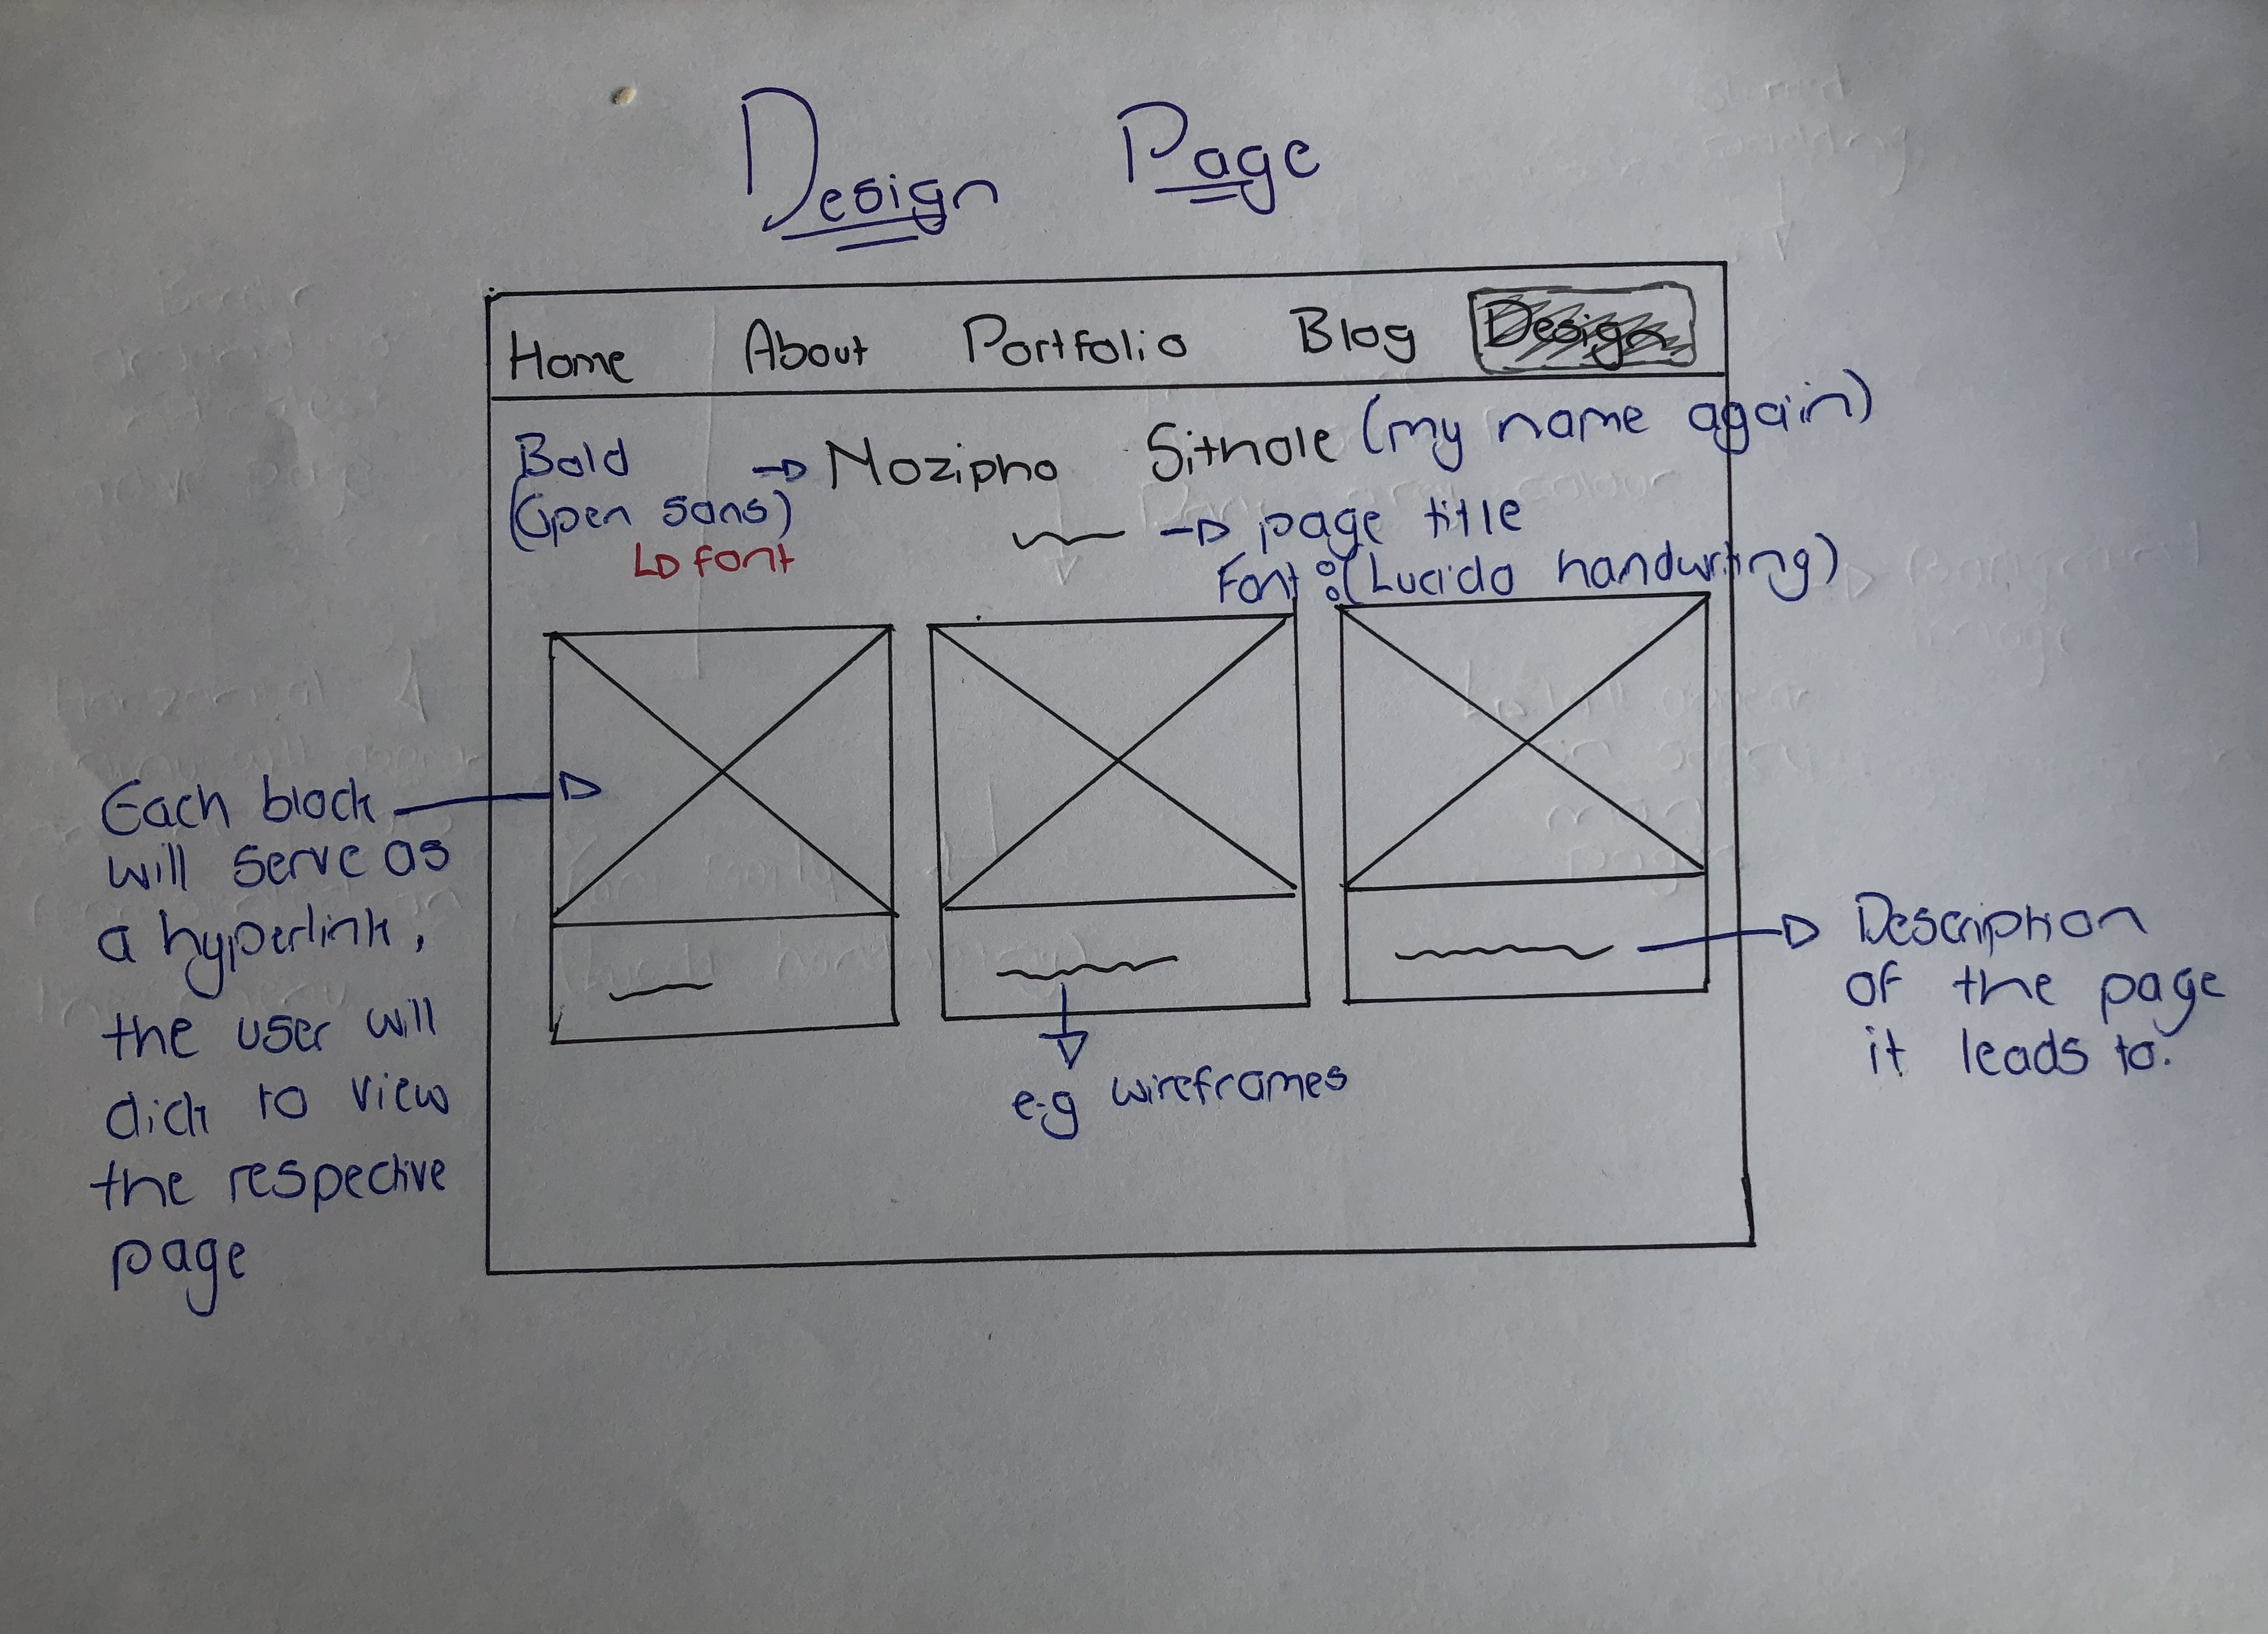 Design Page
Home About Portfolio Blog Design
Bold → Nozipho Sithole (my name again)
(Open sans)
↳ font
→ page title
Font : (Lucida handwriting)
Each block
will serve as
a hyperlink,
the user will
click to view
the respective
page
Description
of the page
it leads to.
e.g wireframes